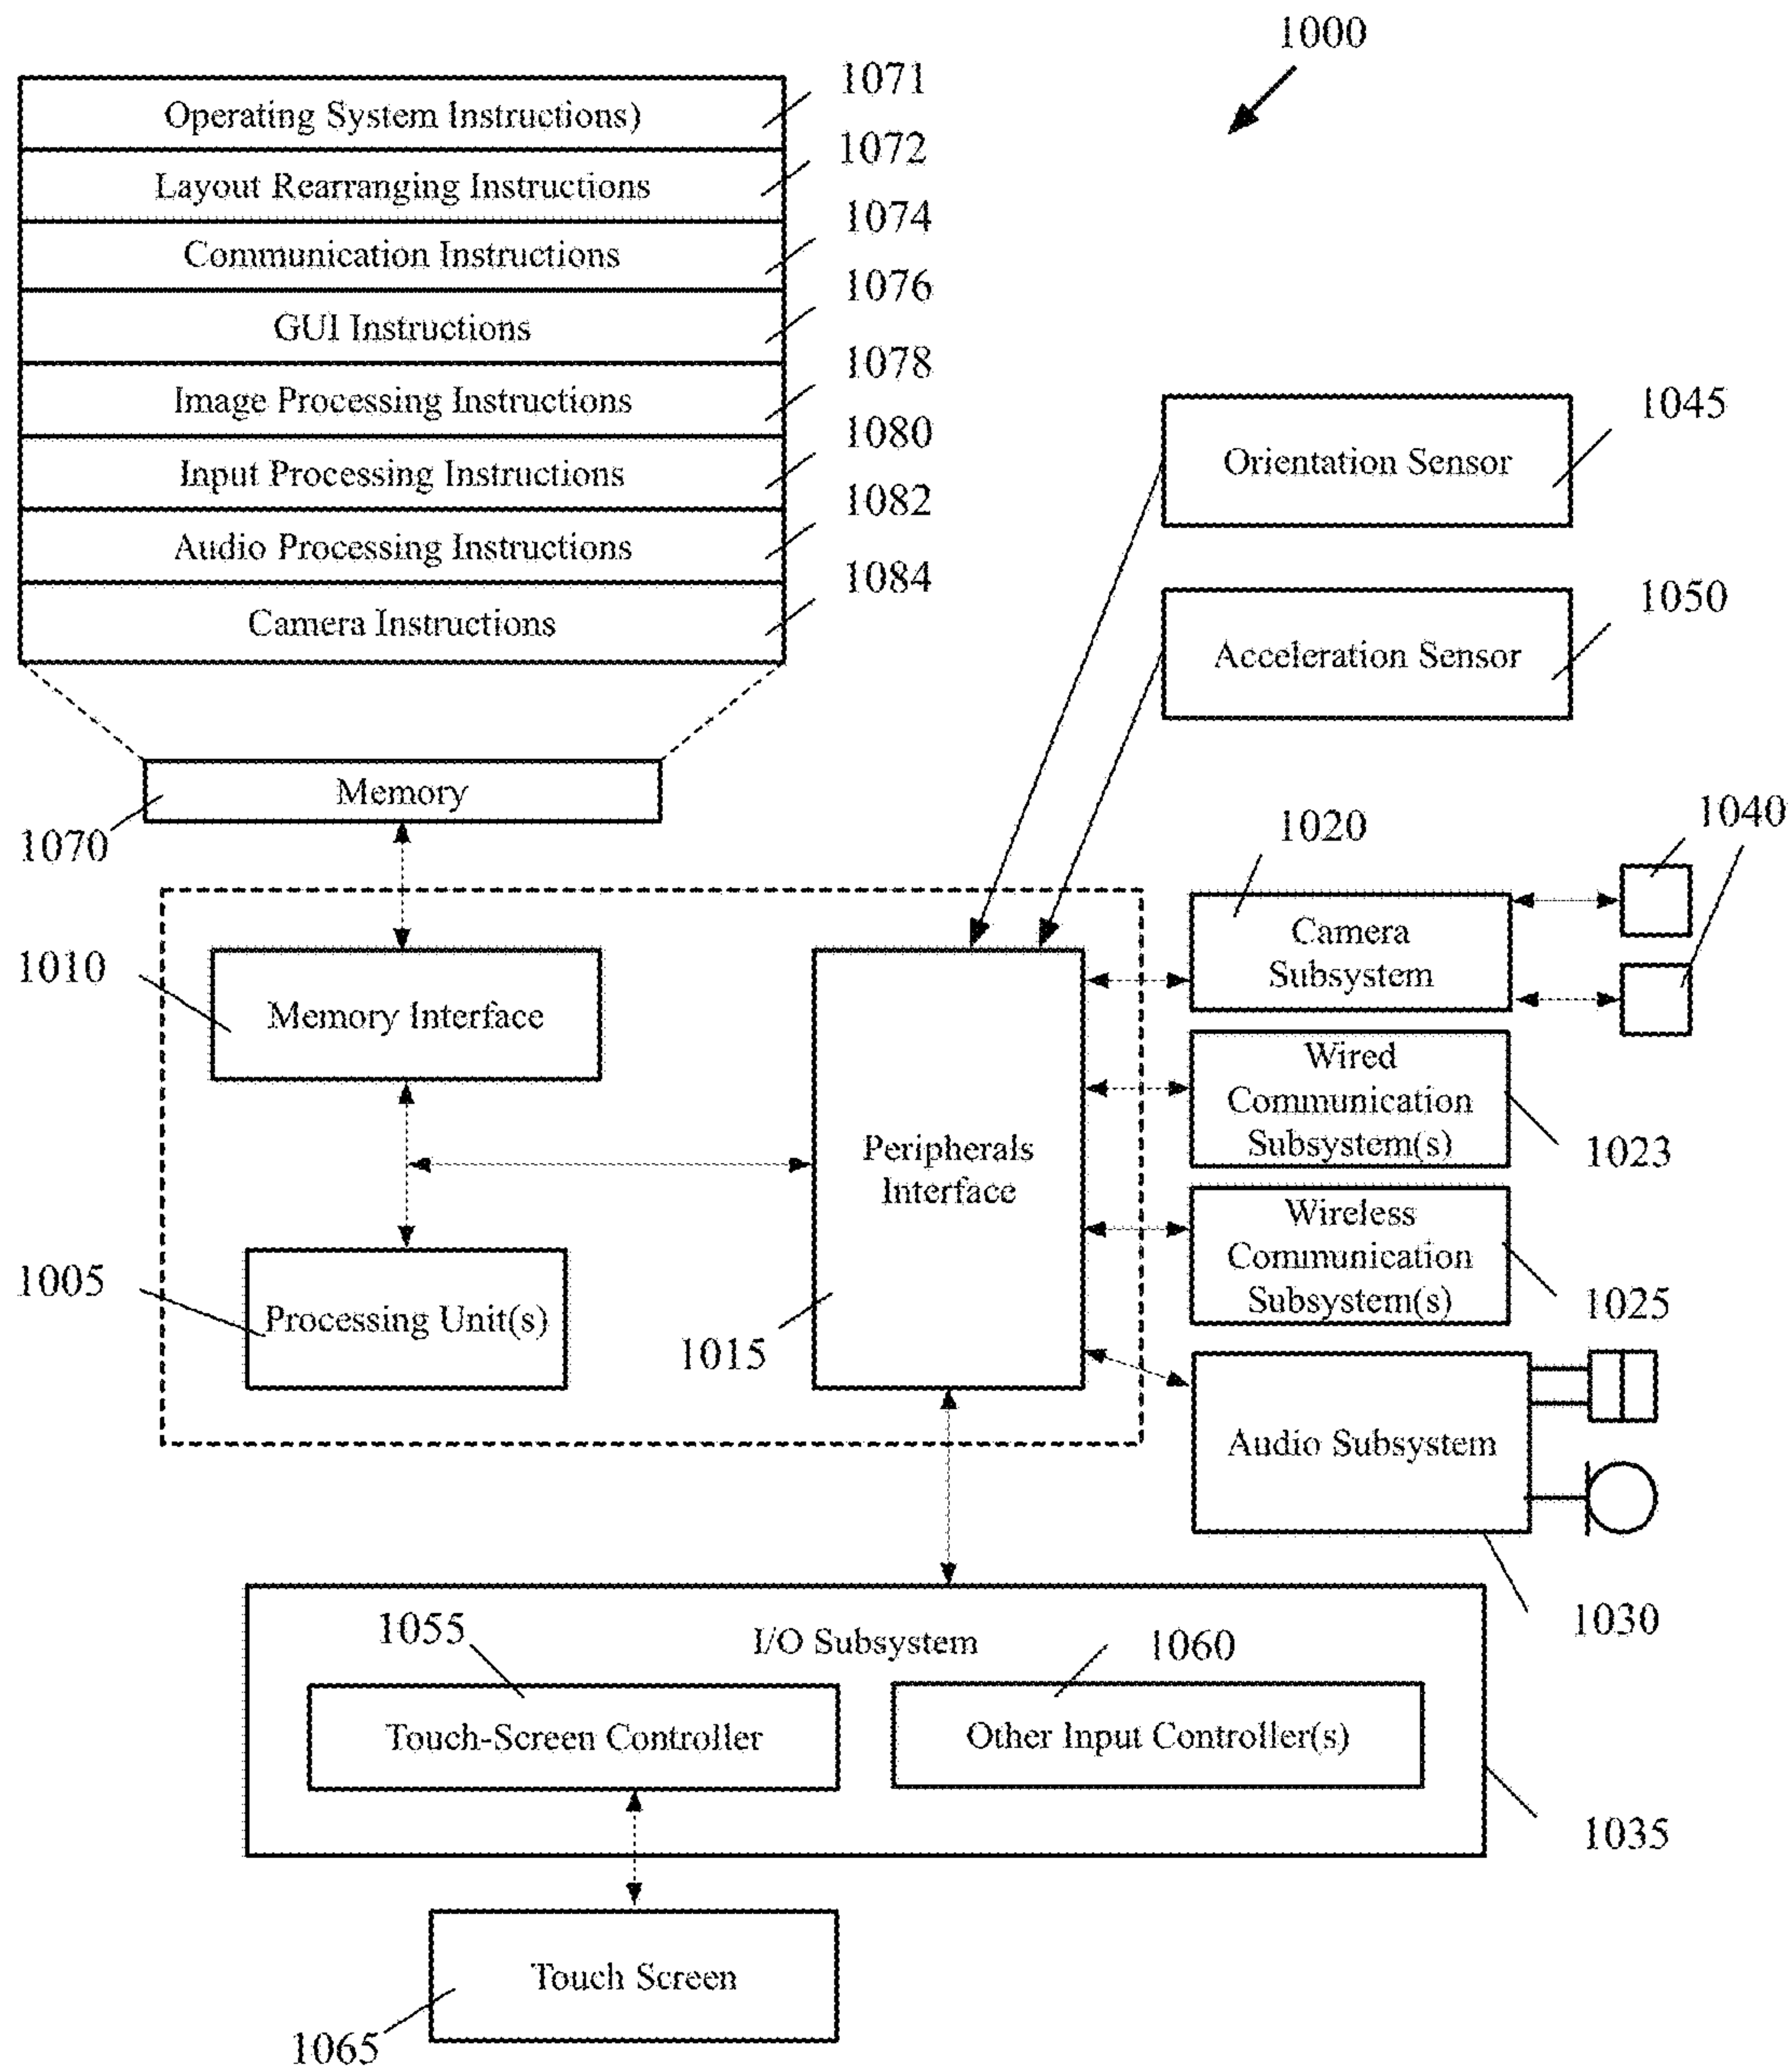 1000
Operating System Instructions)
1071
Layout Rearranging Instructions
1072
Communication Instructions
1074
GUI Instructions
1076
Image Processing Instructions
1078
Input Processing Instructions
1080
Audio Processing Instructions
1082
Camera Instructions
1084
Orientation Sensor
1045
Acceleration Sensor
1050
Memory
1070
1020
1040
Camera
Subsystem
1010
Memory Interface
Wired
Communication
Subsystem(s)
1023
Peripherals
Interface
1015
Wireless
Communication
Subsystem(s)
1025
1005
Processing Unit(s)
Audio Subsystem
1030
I/O Subsystem
1055
1060
Touch-Screen Controller
Other Input Controller(s)
1035
Touch Screen
1065